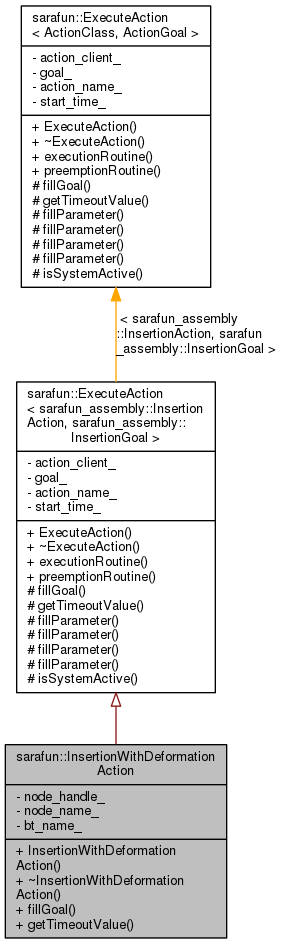 sarafun::ExecuteAction
< ActionClass, ActionGoal >
- action_client_
- goal_
- action_name_
- start_time_
+ ExecuteAction()
+ ~ExecuteAction()
+ executionRoutine()
+ preemptionRoutine()
# fillGoal()
# getTimeoutValue()
# fillParameter()
# fillParameter()
# fillParameter()
# fillParameter()
# isSystemActive()
< sarafun_assembly
::InsertionAction, sarafun
_assembly::InsertionGoal >
sarafun::ExecuteAction
< sarafun_assembly::Insertion
Action, sarafun_assembly::
InsertionGoal >
- action_client_
- goal_
- action_name_
- start_time_
+ ExecuteAction()
+ ~ExecuteAction()
+ executionRoutine()
+ preemptionRoutine()
# fillGoal()
# getTimeoutValue()
# fillParameter()
# fillParameter()
# fillParameter()
# fillParameter()
# isSystemActive()
sarafun::InsertionWithDeformation
Action
- node_handle_
- node_name_
- bt_name_
+ InsertionWithDeformation
Action()
+ ~InsertionWithDeformation
Action()
+ fillGoal()
+ getTimeoutValue()